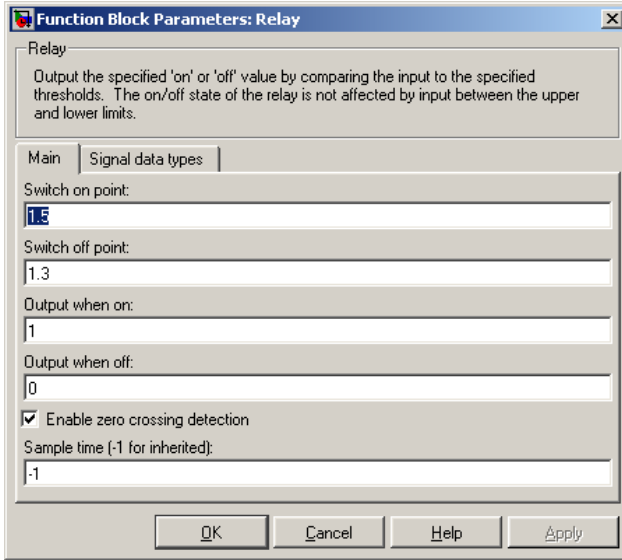 Function Block Parameters: Relay
Relay
Output the specified 'on' or 'off' value by comparing the input to the specified
thresholds.  The on/off state of the relay is not affected by input between the upper
and lower limits.
Main Signal data types
Switch on point:
1.5
Switch off point:
1.3
Output when on:
1
Output when off:
0
Enable zero crossing detection
Sample time (-1 for inherited):
-1
OK Cancel Help Apply